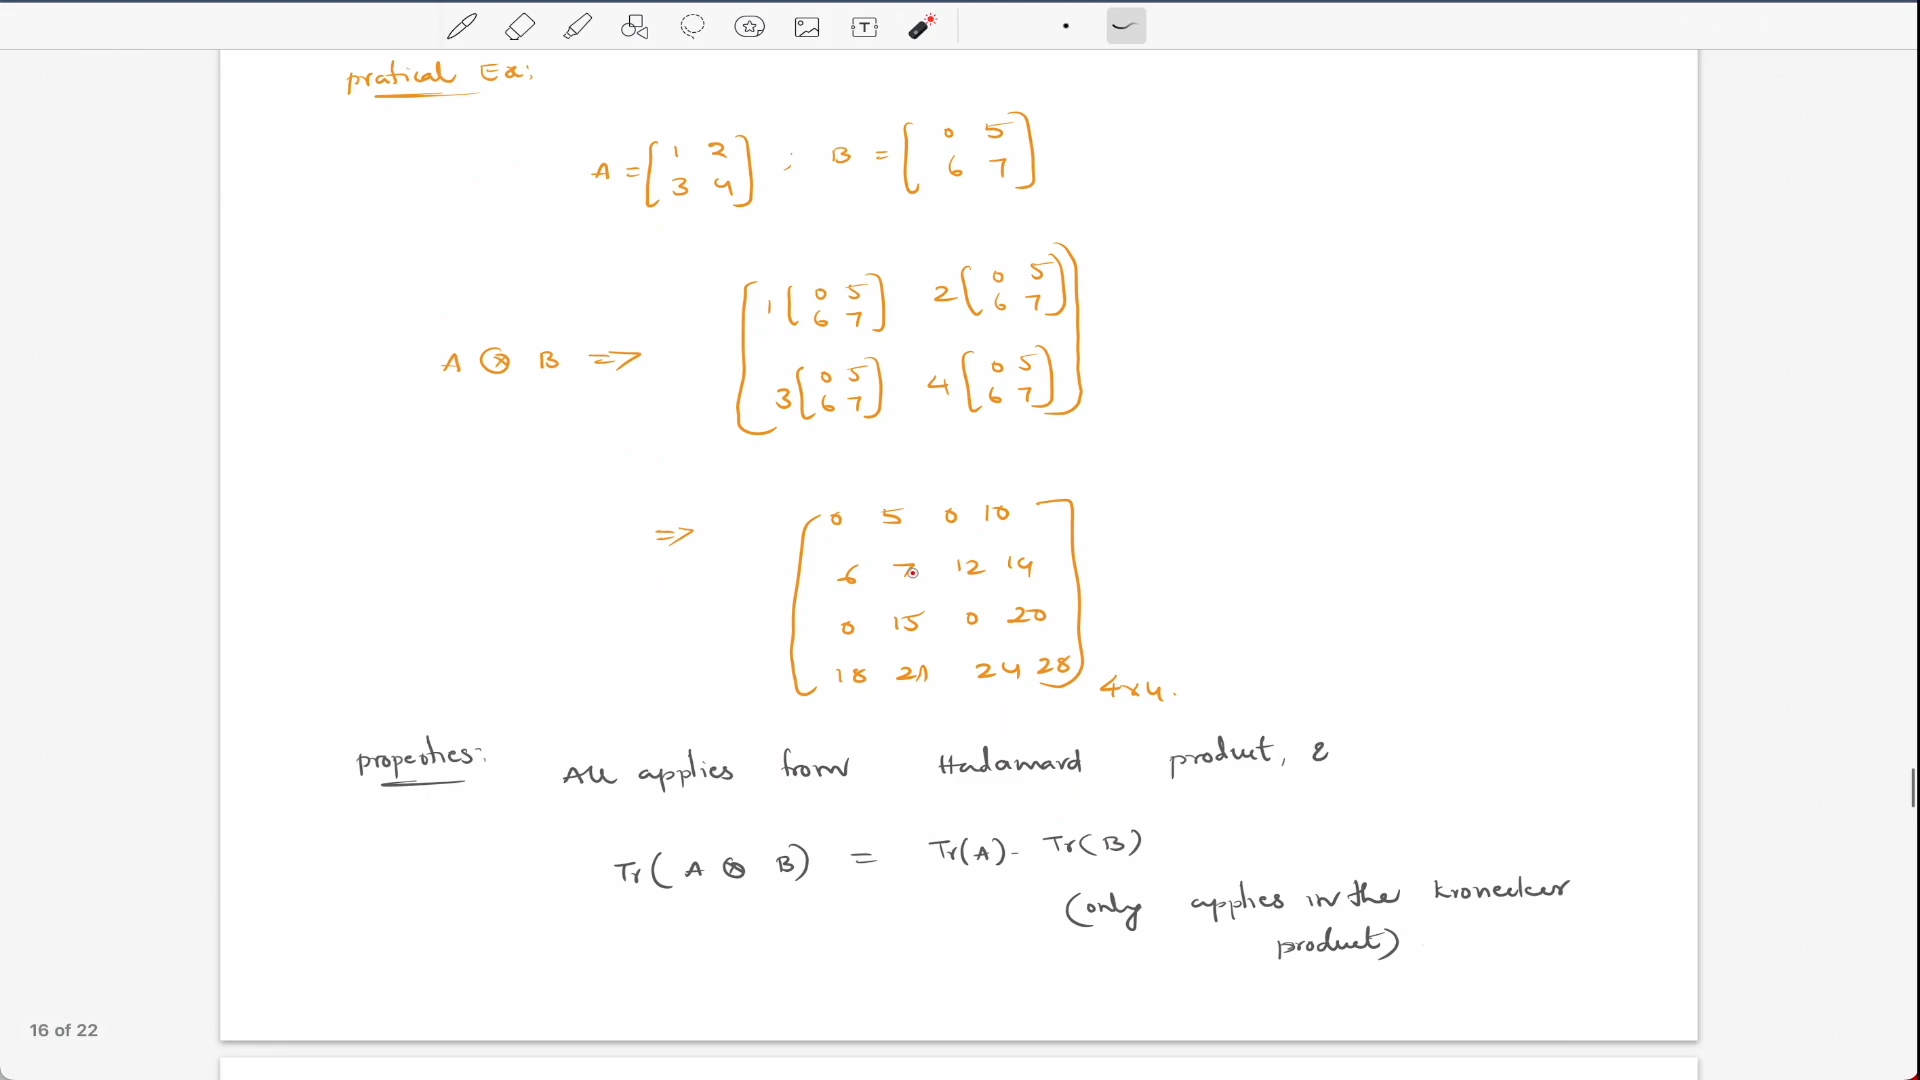 pratical Ex:
A = [ 1 2 ; B = [ 0 5
3 4 ] 6 7 ]
1 [ 0 5 2 [ 0 5
6 7 ] 6 7 ]
A ⊗ B =>
3 [ 0 5 4 [ 0 5
6 7 ] 6 7 ]
=> 0 5 0 10
6 7 12 14
0 15 0 20
18 21 24 28
4x4.
properties: All applies from Hadamard product, &
Tr( A ⊗ B) = Tr(A). Tr(B)
(only applies in the kronecker
product)
16 of 22